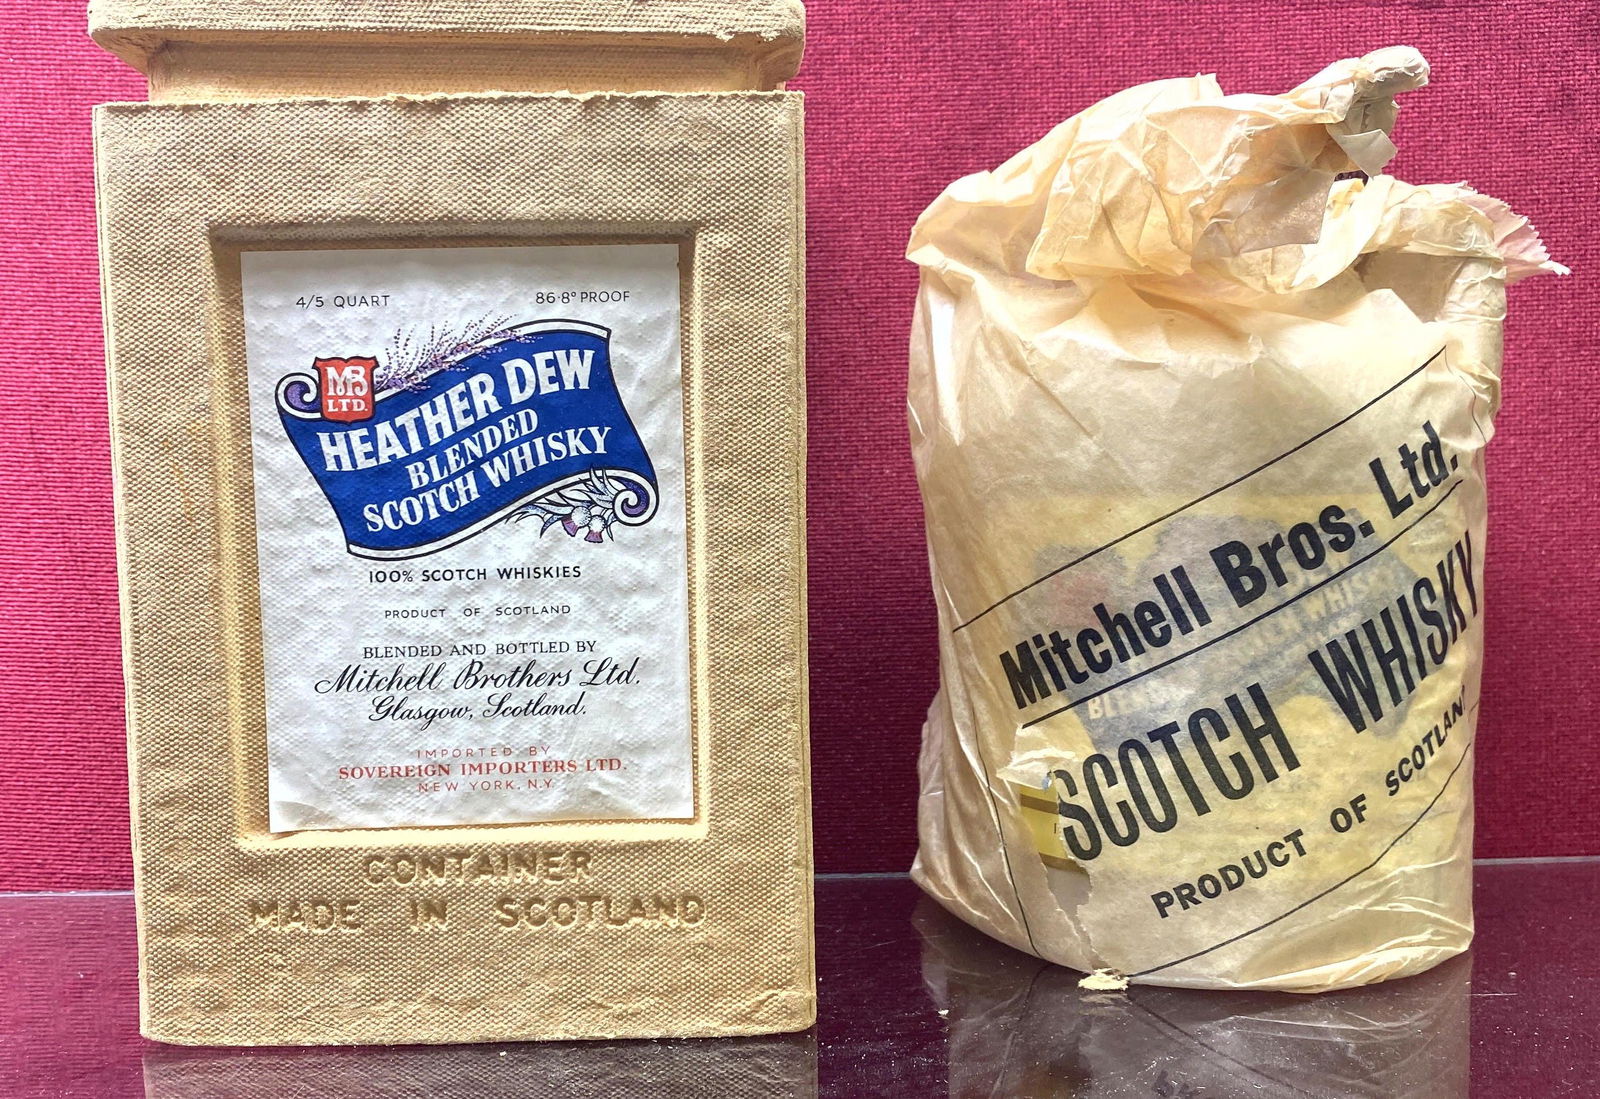 4/5 QUART 86·8° PROOF
MB
LTD.
HEATHER DEW
BLENDED
SCOTCH WHISKY
100% SCOTCH WHISKIES
PRODUCT OF SCOTLAND
BLENDED AND BOTTLED BY
Mitchell Brothers Ltd.
Glasgow, Scotland.
IMPORTED BY
SOVEREIGN IMPORTERS LTD.
NEW YORK, N.Y.
CONTAINER
MADE IN SCOTLAND
Mitchell Bros. Ltd.
SCOTCH WHISKY
PRODUCT OF SCOTLAND